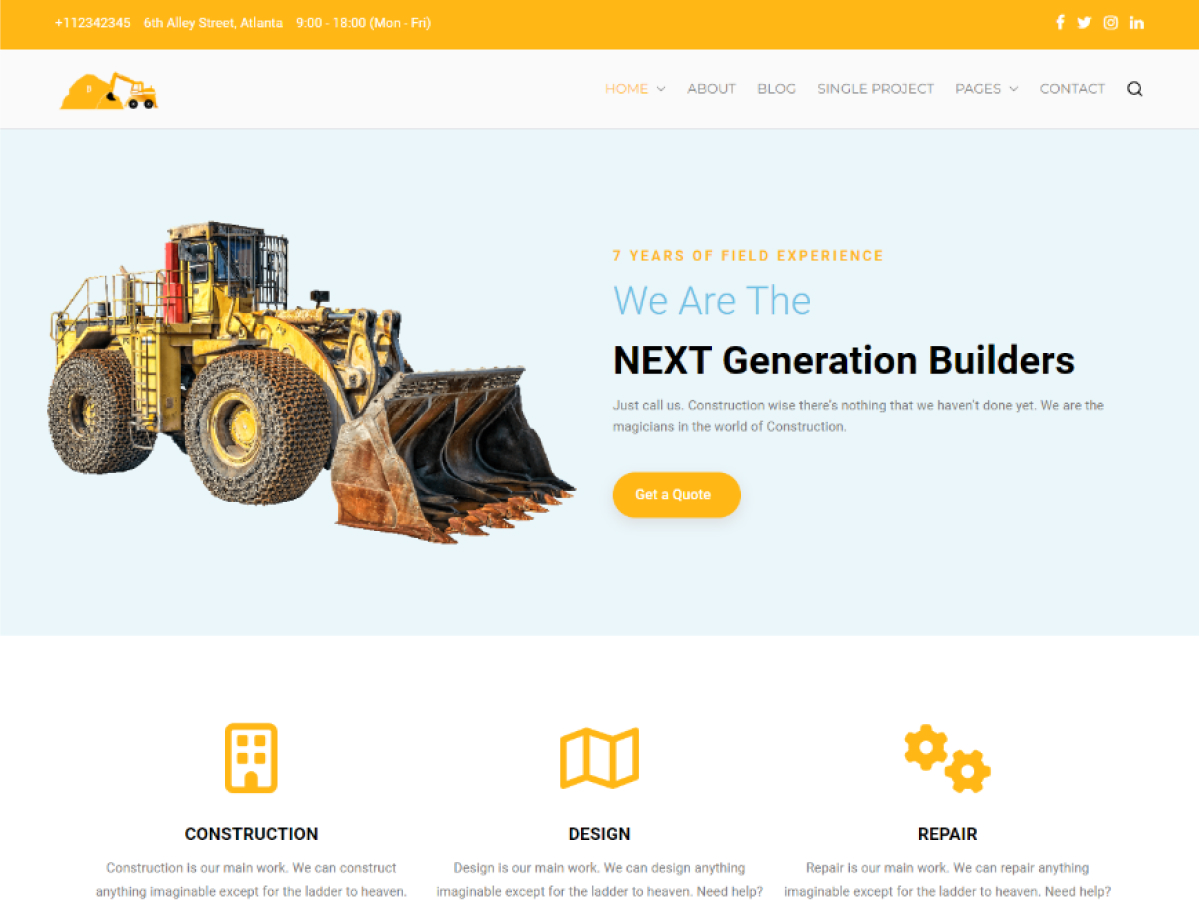 +112342345 6th Alley Street, Atlanta 9:00 - 18:00 (Mon - Fri)
HOME ABOUT BLOG SINGLE PROJECT PAGES CONTACT
7 YEARS OF FIELD EXPERIENCE
We Are The
NEXT Generation Builders
Just call us. Construction wise there's nothing that we haven't done yet. We are the
magicians in the world of Construction.
Get a Quote
CONSTRUCTION
Construction is our main work. We can construct
anything imaginable except for the ladder to heaven.
DESIGN
Design is our main work. We can design anything
imaginable except for the ladder to heaven. Need help?
REPAIR
Repair is our main work. We can repair anything
imaginable except for the ladder to heaven. Need help?